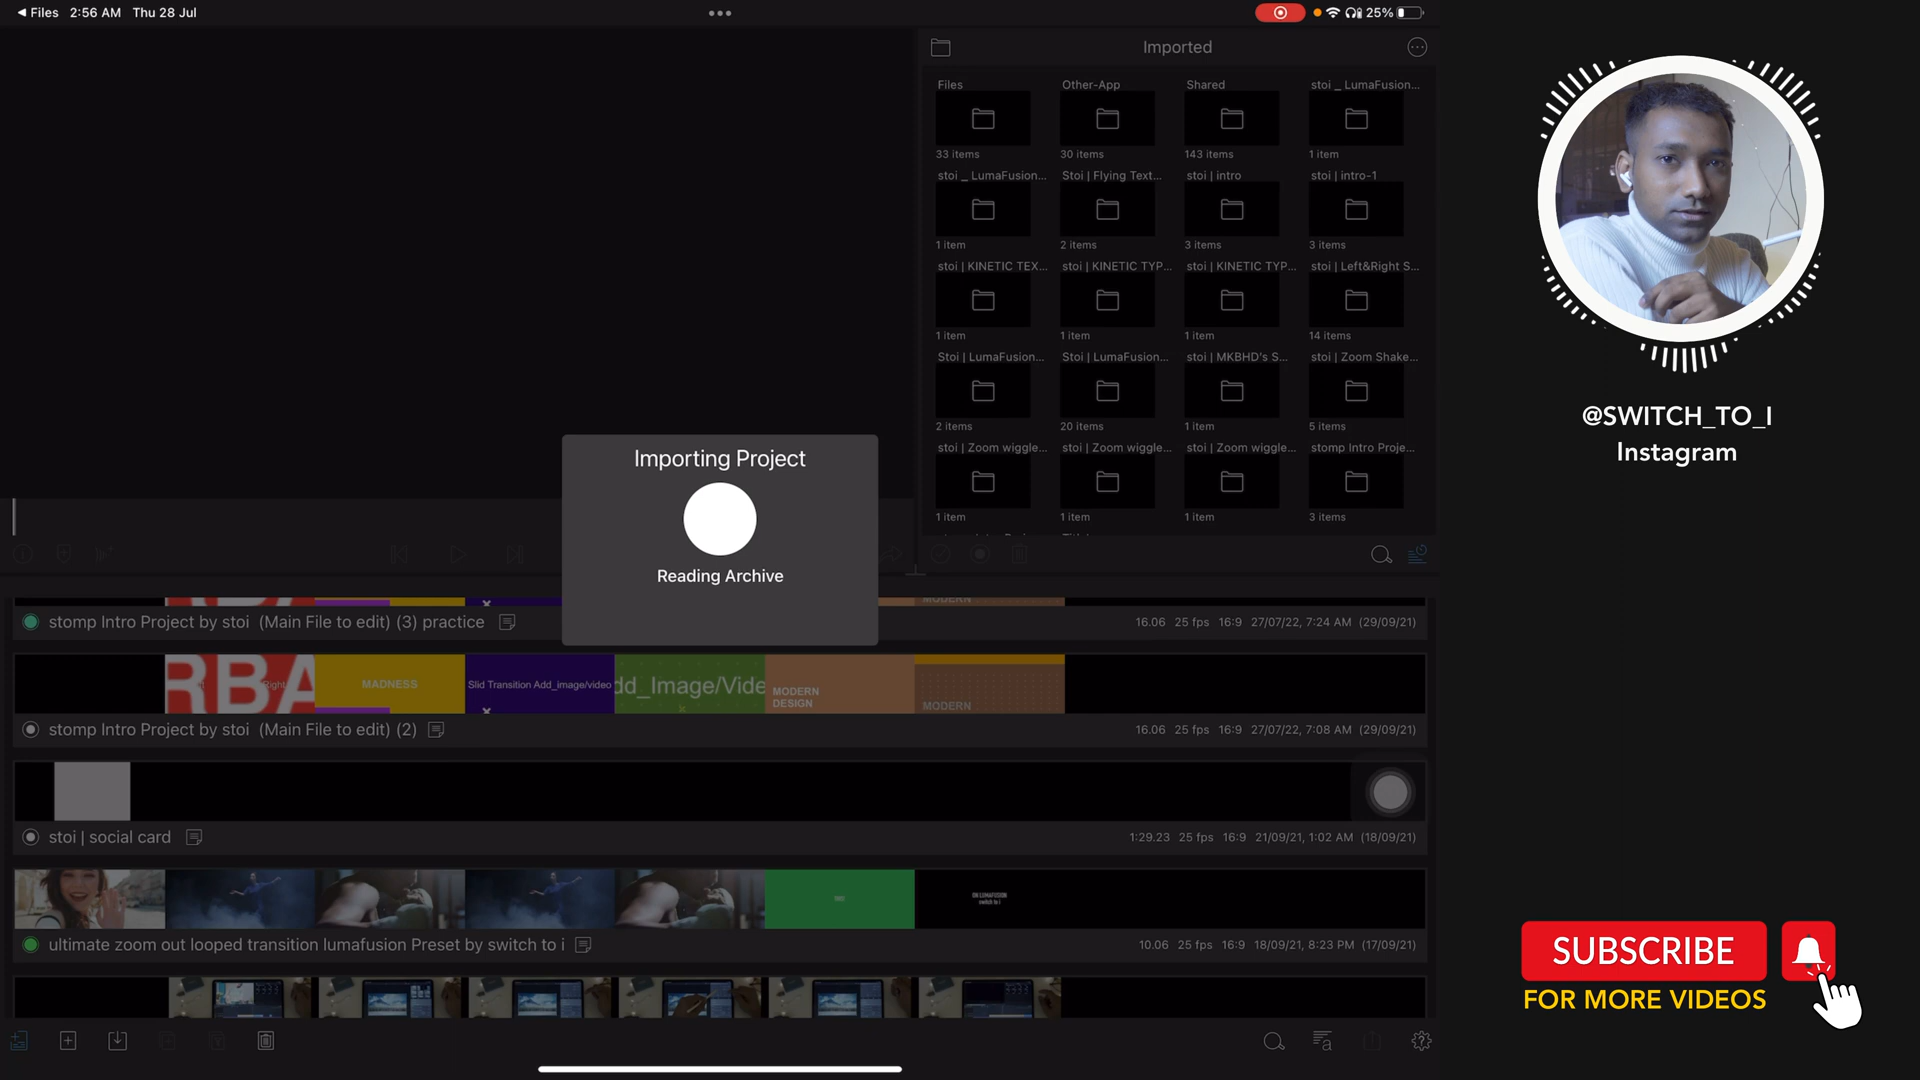 Files 2:56 AM Thu 28 Jul
25%
Imported
Files Other-App Shared stoi _ LumaFusion...
33 items 30 items 143 items 1 item
stoi _ LumaFusion... Stoi | Flying Text... stoi | intro stoi | intro-1
1 item 2 items 3 items 3 items
stoi | KINETIC TEX... stoi | KINETIC TYP... stoi | KINETIC TYP... stoi | Left&Right S...
1 item 1 item 1 item 14 items
Stoi | LumaFusion... Stoi | LumaFusion... stoi | MKBHD's S... stoi | Zoom Shake...
2 items 20 items 1 item 5 items
stoi | Zoom wiggle... stoi | Zoom wiggle... stoi | Zoom wiggle... stomp Intro Proje...
1 item 1 item 1 item 3 items
Importing Project
Reading Archive
MODERN
stomp Intro Project by stoi (Main File to edit) (3) practice
16.06 25 fps 16:9 27/07/22, 7:24 AM (29/09/21)
RBA
Right
MADNESS
Slid Transition Add_image/video
dd_Image/Vide
MODERN
DESIGN
MODERN
stomp Intro Project by stoi (Main File to edit) (2)
16.06 25 fps 16:9 27/07/22, 7:08 AM (29/09/21)
stoi | social card
1:29.23 25 fps 16:9 21/09/21, 1:02 AM (18/09/21)
ON LUMAFUSION
switch to i
ultimate zoom out looped transition lumafusion Preset by switch to i
10.06 25 fps 16:9 18/09/21, 8:23 PM (17/09/21)
@SWITCH_TO_I
Instagram
SUBSCRIBE
FOR MORE VIDEOS